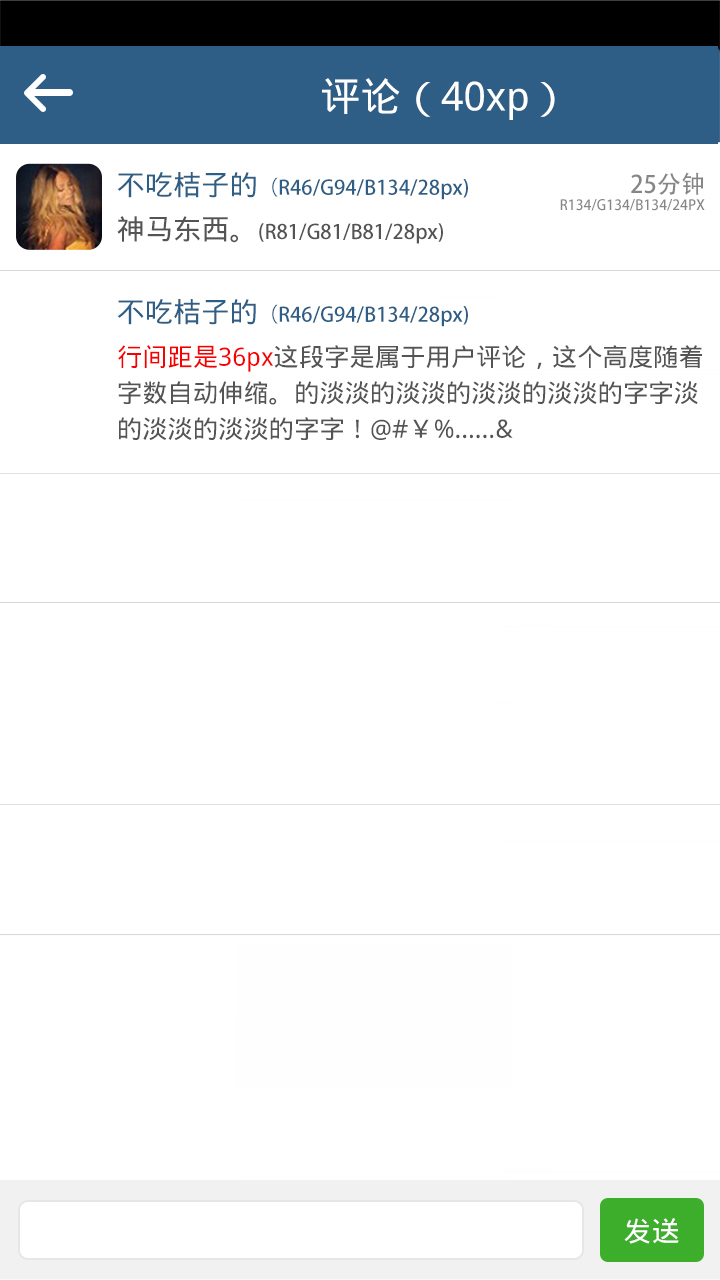 评论（40xp）
不吃桔子的（R46/G94/B134/28px)
25分钟
R134/G134/B134/24PX
神马东西。(R81/G81/B81/28px)
不吃桔子的（R46/G94/B134/28px)
行间距是36px这段字是属于用户评论，这个高度随着
字数自动伸缩。的淡淡的淡淡的淡淡的淡淡的字字淡
的淡淡的淡淡的字字！@#￥%......&
发送